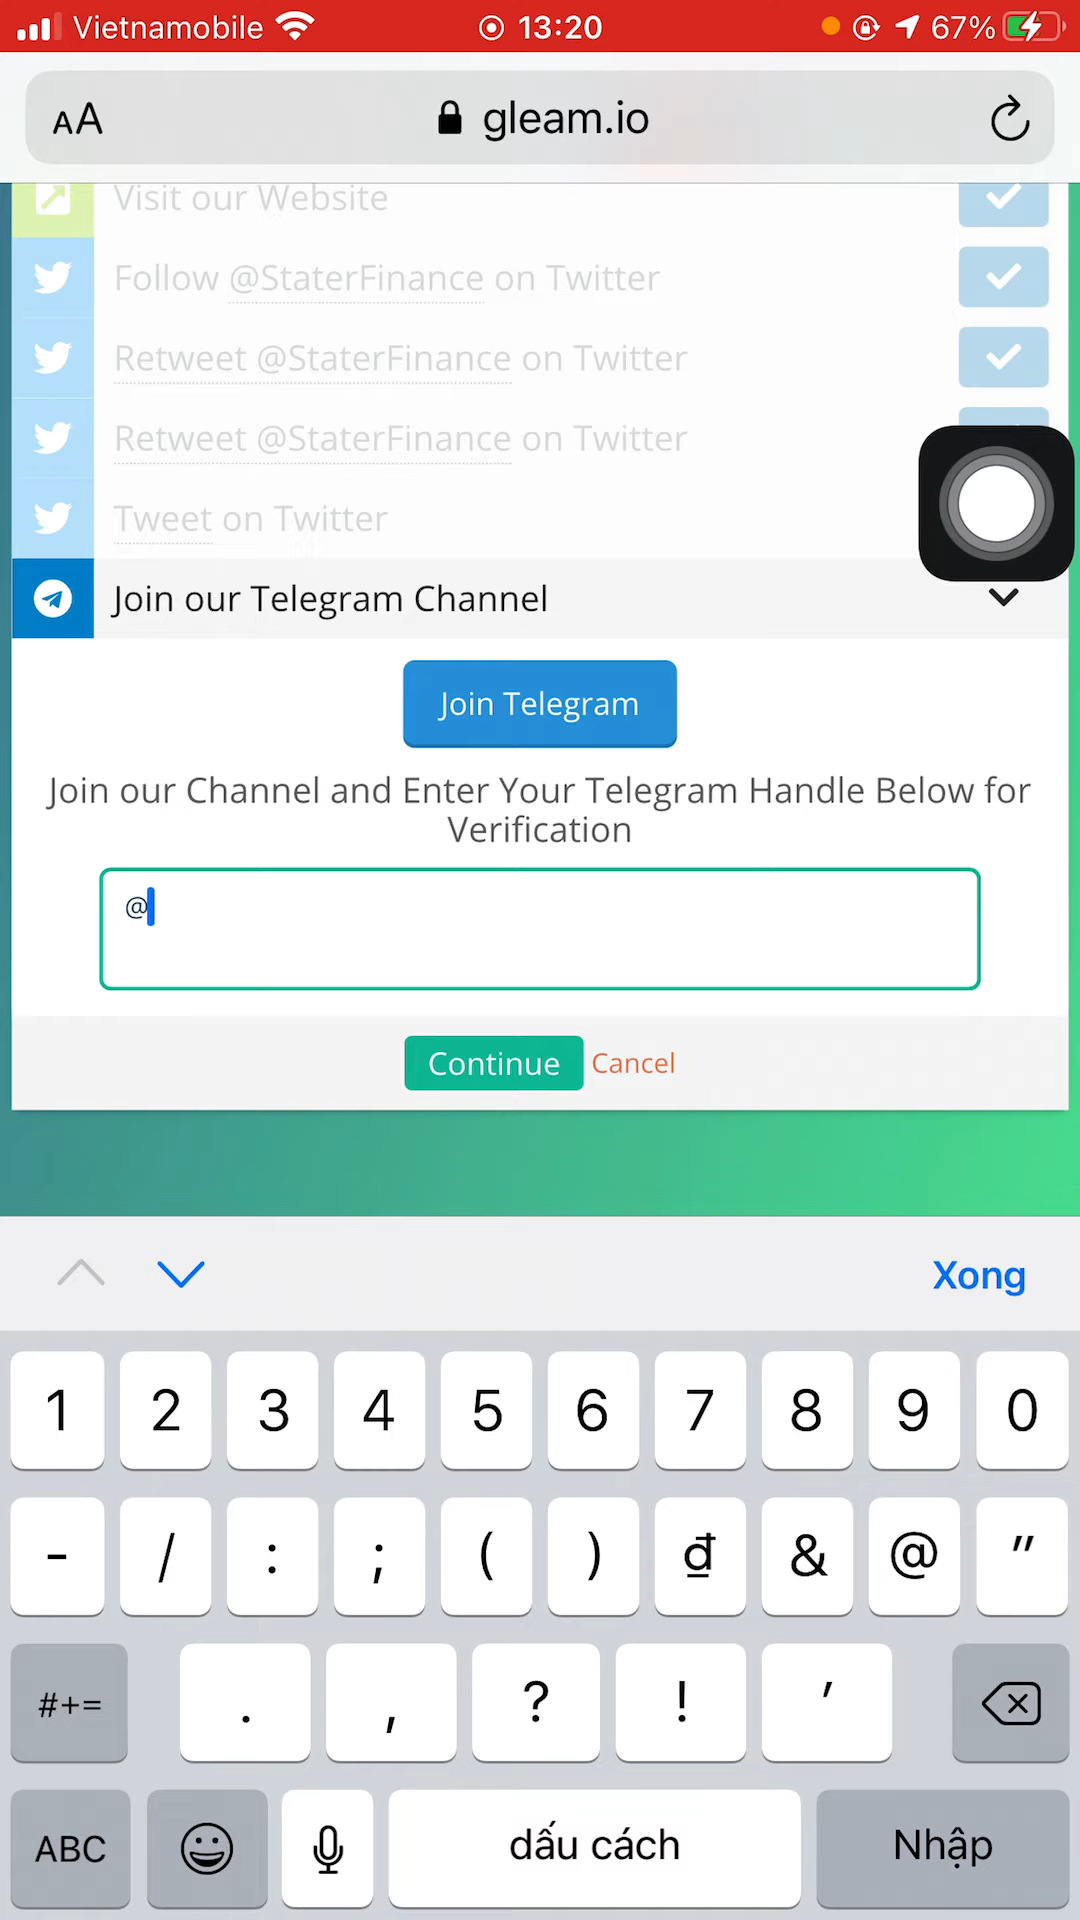 Vietnamobile 13:20 67%
AA gleam.io
Visit our Website
Follow @StaterFinance on Twitter
Retweet @StaterFinance on Twitter
Retweet @StaterFinance on Twitter
Tweet on Twitter
Join our Telegram Channel
Join Telegram
Join our Channel and Enter Your Telegram Handle Below for
Verification
@
Continue Cancel
Xong
1 2 3 4 5 6 7 8 9 0
- / : ; ( ) ₫ & @ "
#+= . , ? ! '
ABC dấu cách Nhập